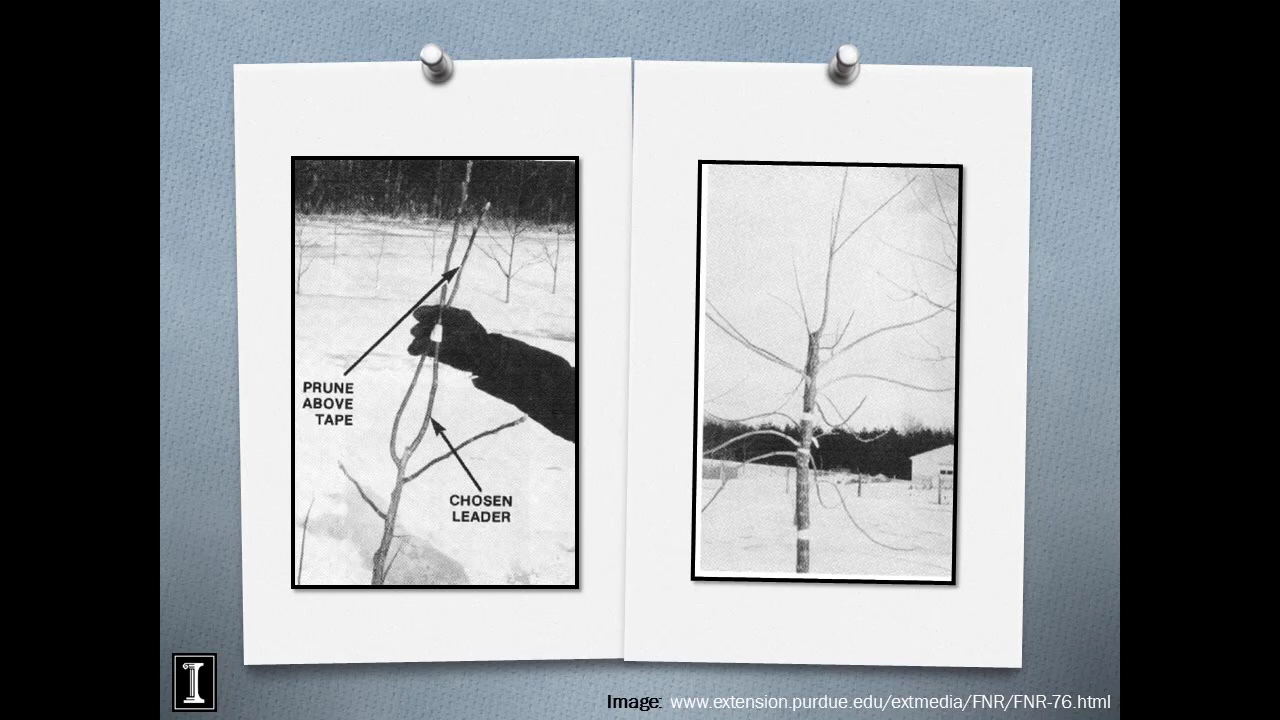 PRUNE
ABOVE
TAPE
CHOSEN
LEADER
Image: www.extension.purdue.edu/extmedia/FNR/FNR-76.html